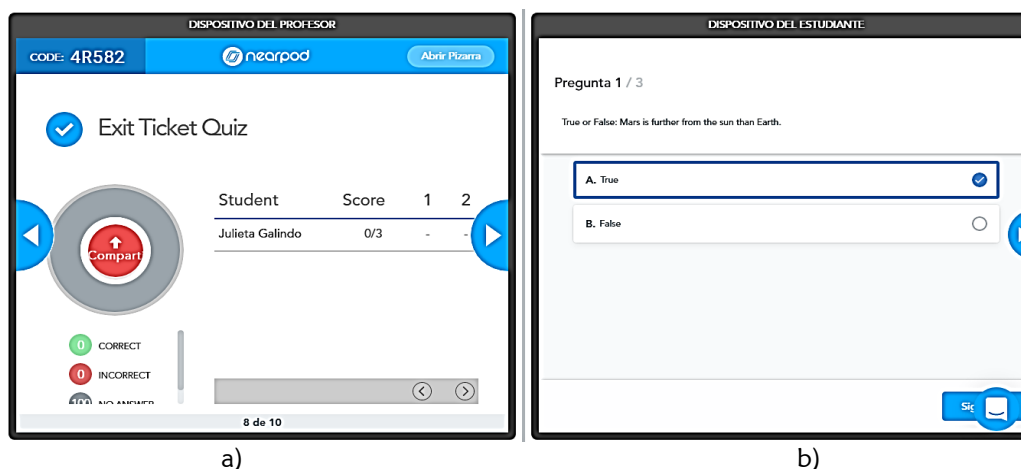 DISPOSITIVO DEL PROFESOR
CODE: 4R582
nearpod
Abrir Pizarra
Exit Ticket Quiz
Student Score 1 2
Julieta Galindo 0/3 - -
Compart
0 CORRECT
0 INCORRECT
100 NO ANSWER
8 de 10
a)
DISPOSITIVO DEL ESTUDIANTE
Pregunta 1 / 3
True or False: Mars is further from the sun than Earth.
A. True
B. False
Sig
b)